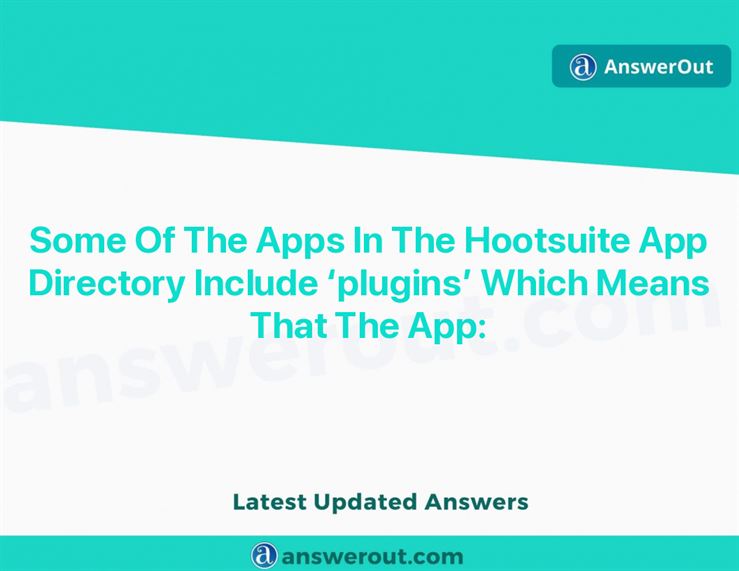 AnswerOut
Some Of The Apps In The Hootsuite App
Directory Include ‘plugins’ Which Means
That The App:
answerout.com
Latest Updated Answers
answerout.com